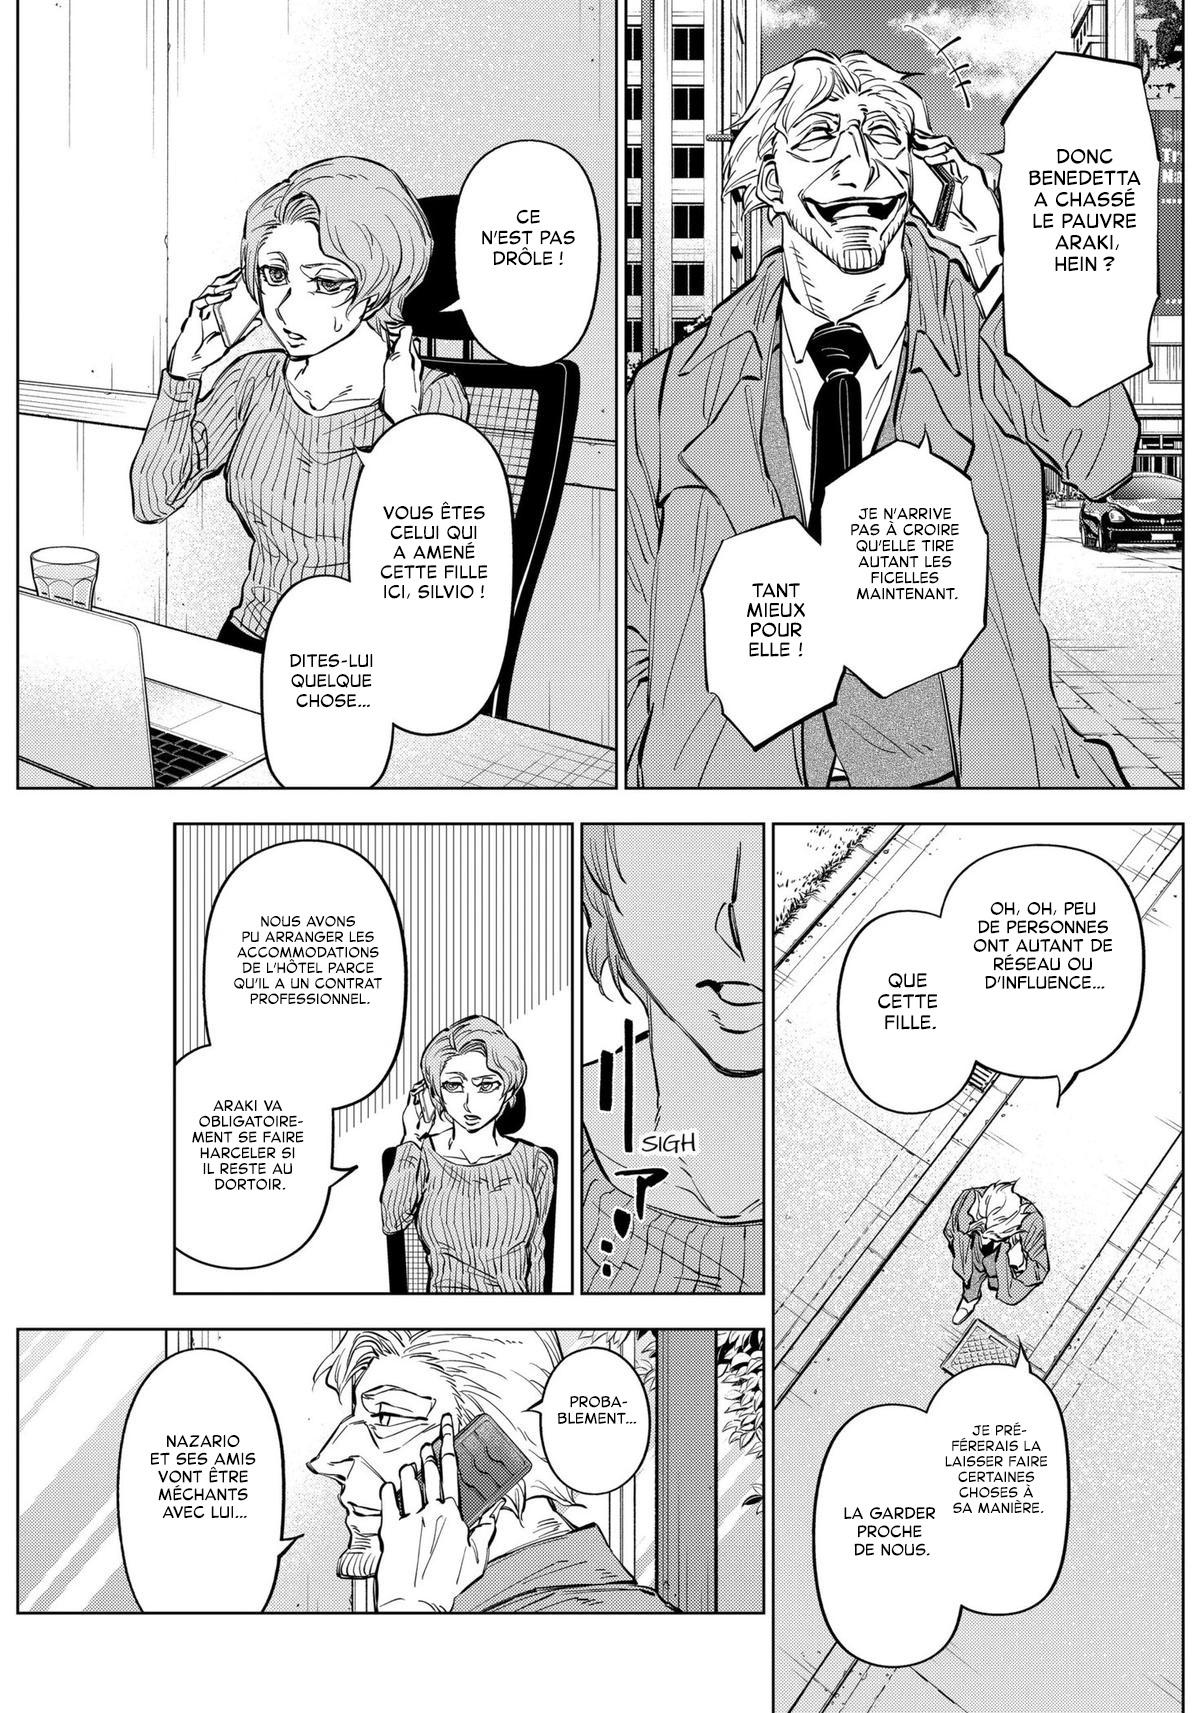 DONC
BENEDETTA
A CHASSÉ
LE PAUVRE
ARAKI,
HEIN ?
JE N'ARRIVE
PAS À CROIRE
QU'ELLE TIRE
AUTANT LES
FICELLES
MAINTENANT.
TANT
MIEUX
POUR
ELLE !
CE
N'EST PAS
DRÔLE !
VOUS ÊTES
CELUI QUI
A AMENÉ
CETTE FILLE
ICI, SILVIO !
DITES-LUI
QUELQUE
CHOSE...
OH, OH, PEU
DE PERSONNES
ONT AUTANT DE
RÉSEAU OU
D'INFLUENCE...
QUE
CETTE
FILLE.
JE PRÉ-
FÉRERAIS LA
LAISSER FAIRE
CERTAINES
CHOSES À
SA MANIÈRE.
LA GARDER
PROCHE
DE NOUS.
SIGH
NOUS AVONS
PU ARRANGER LES
ACCOMMODATIONS
DE L'HÔTEL PARCE
QU'IL A UN CONTRAT
PROFESSIONNEL.
ARAKI VA
OBLIGATOIRE-
MENT SE FAIRE
HARCELER SI
IL RESTE AU
DORTOIR.
PROBA-
BLEMENT...
NAZARIO
ET SES AMIS
VONT ÊTRE
MÉCHANTS
AVEC LUI...